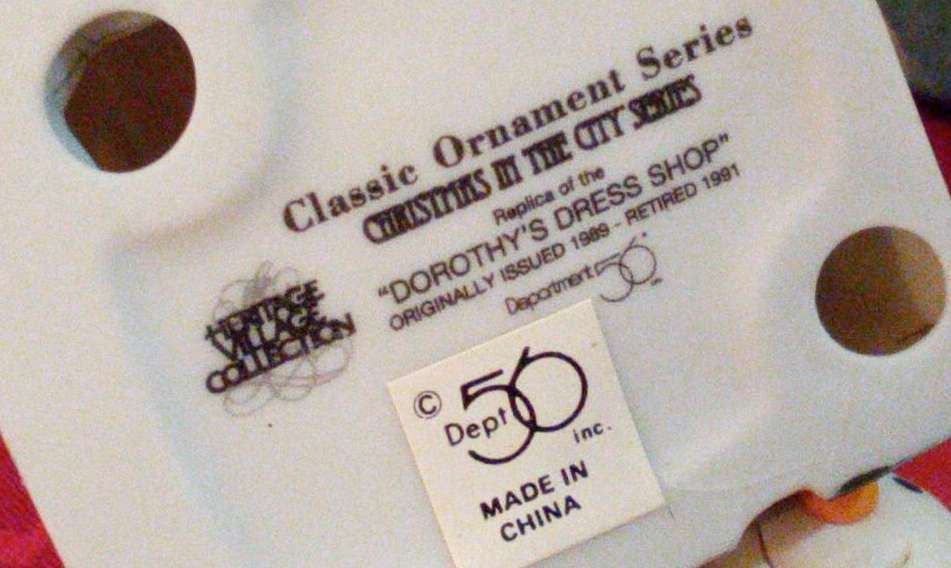 Classic Ornament Series
CHRISTMAS IN THE CITY SERIES
Replica of the
"DOROTHY'S DRESS SHOP"
ORIGINALLY ISSUED 1989 - RETIRED 1991
Department 56
HERITAGE
VILLAGE
COLLECTION
© Dept 56 inc.
MADE IN
CHINA